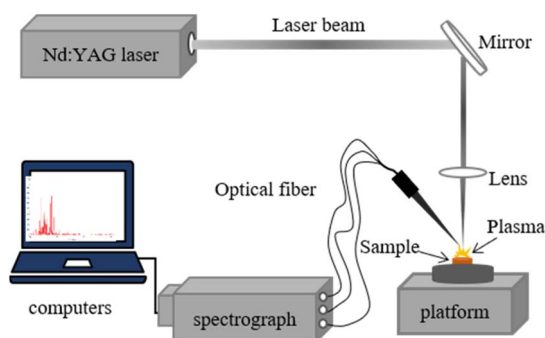 Laser beam
Mirror
Nd:YAG laser
Lens
Optical fiber
Plasma
Sample
computers
spectrograph
platform